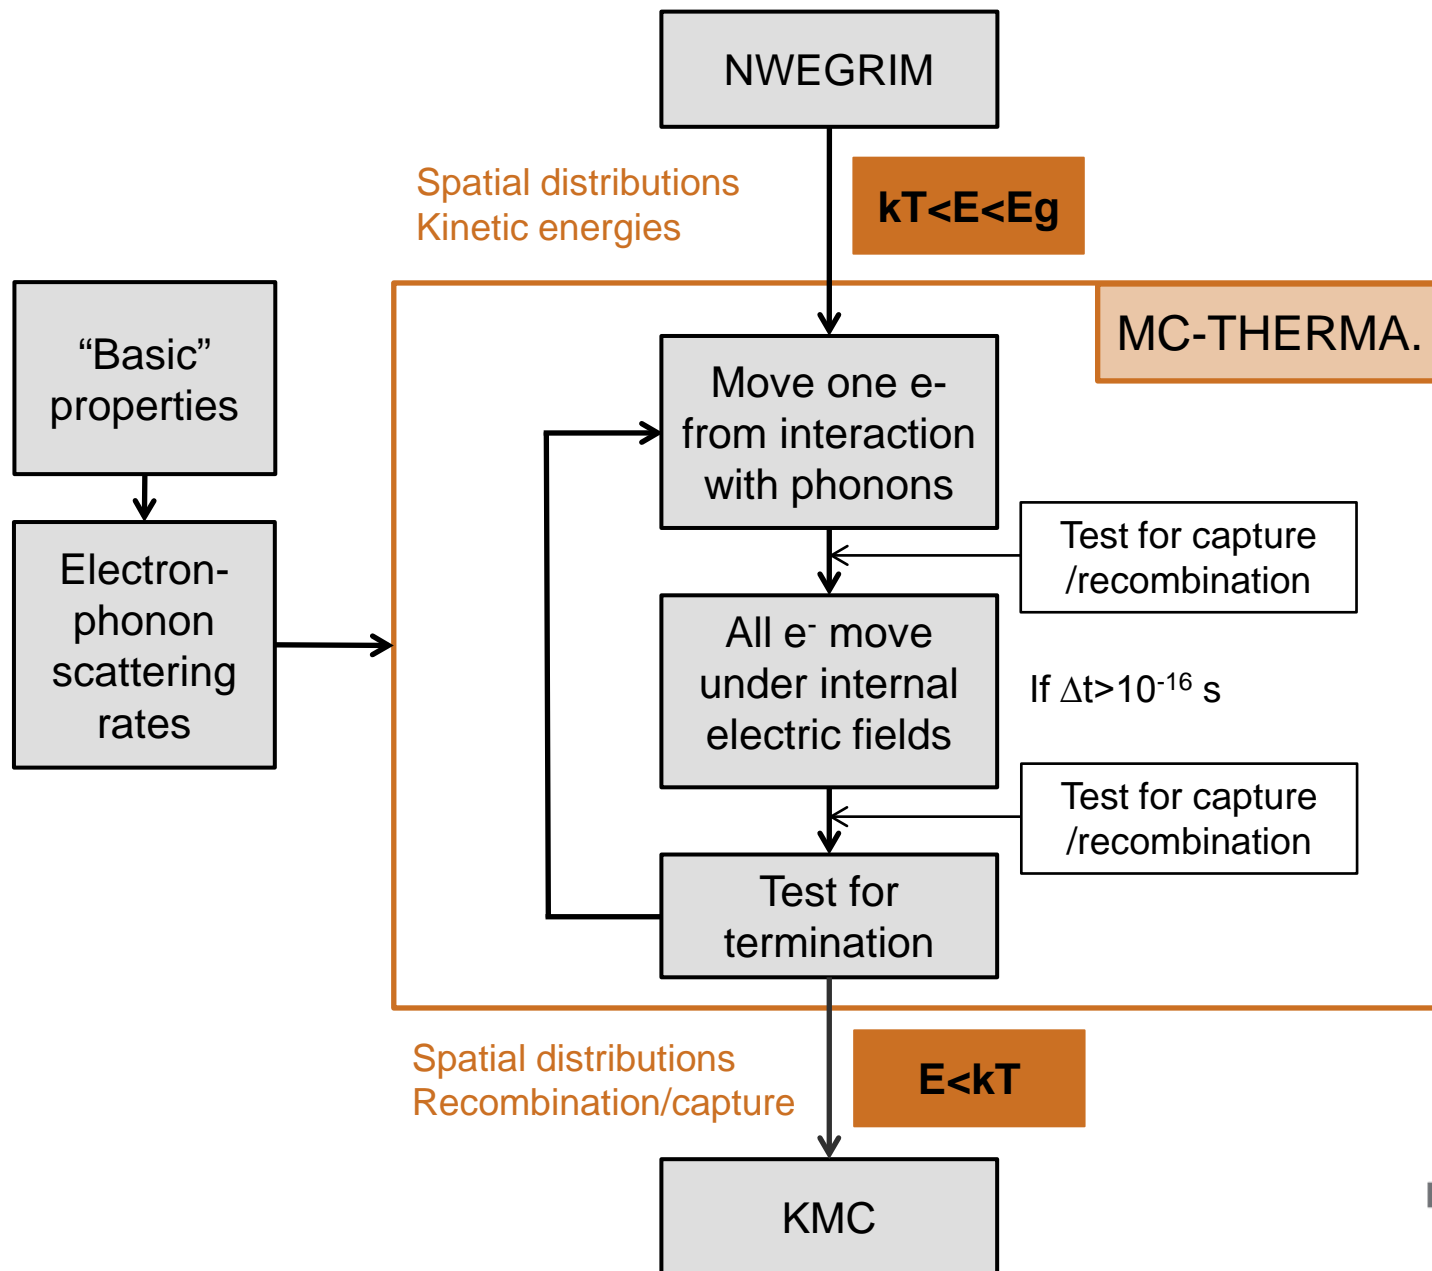 NWEGRIM
Spatial distributions
Kinetic energies
kT<E<Eg
MC-THERMA.
“Basic”
properties
Electron-
phonon
scattering
rates
Move one e-
from interaction
with phonons
Test for capture
/recombination
All e⁻ move
under internal
electric fields
If Δt>10⁻¹⁶ s
Test for capture
/recombination
Test for
termination
Spatial distributions
Recombination/capture
E<kT
KMC